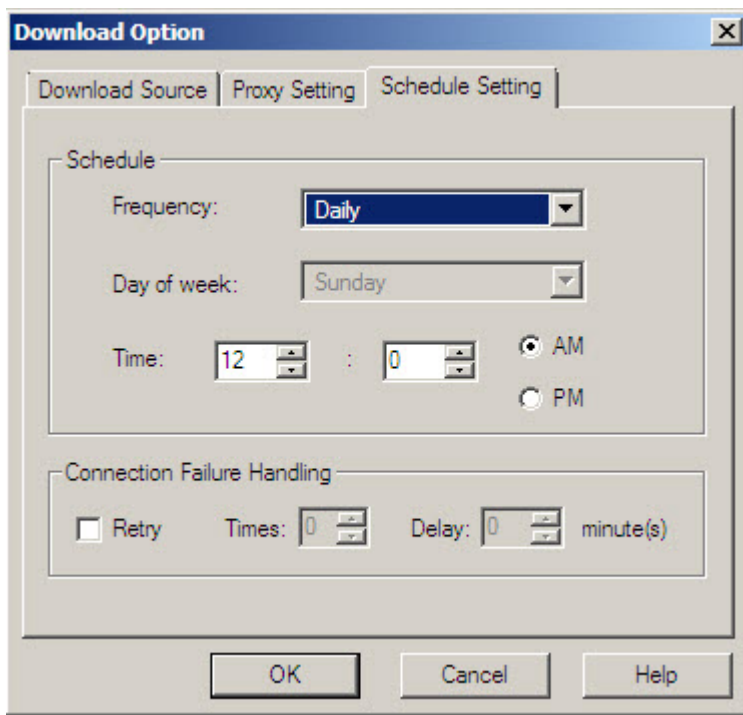 Download Option
Download Source Proxy Setting Schedule Setting
Schedule
Frequency: Daily
Day of week: Sunday
Time: 12 : 0 AM
PM
Connection Failure Handling
Retry Times: 0 Delay: 0 minute(s)
OK Cancel Help